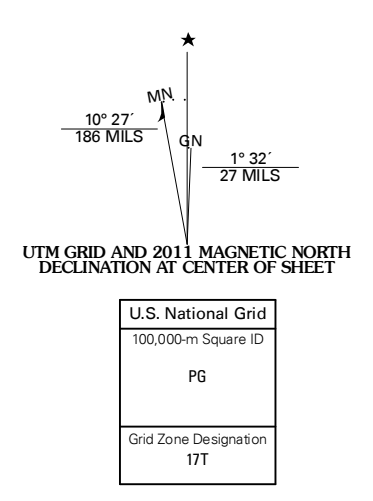 MN
10° 27´
186 MILS
GN
1° 32´
27 MILS
UTM GRID AND 2011 MAGNETIC NORTH
DECLINATION AT CENTER OF SHEET
U.S. National Grid
100,000-m Square ID
PG
Grid Zone Designation
17T